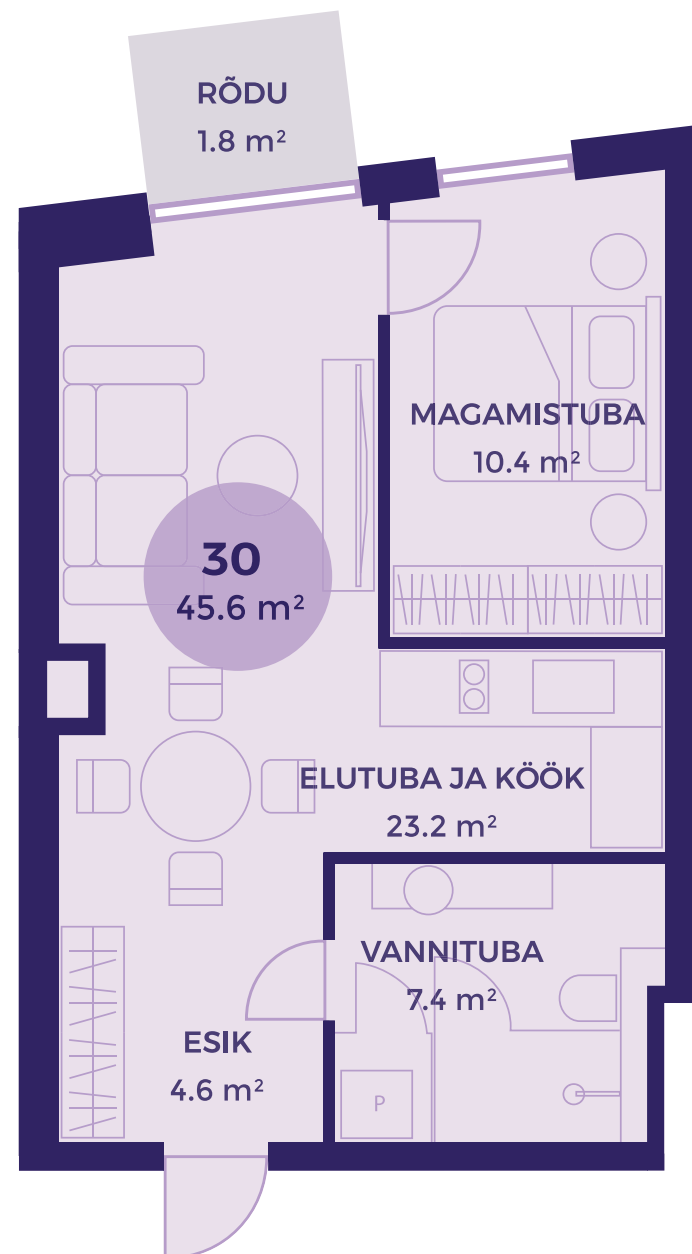 RÕDU
1.8 m²
MAGAMISTUBA
10.4 m²
30
45.6 m²
ELUTUBA JA KÖÖK
23.2 m²
VANNITUBA
7.4 m²
ESIK
4.6 m²
P